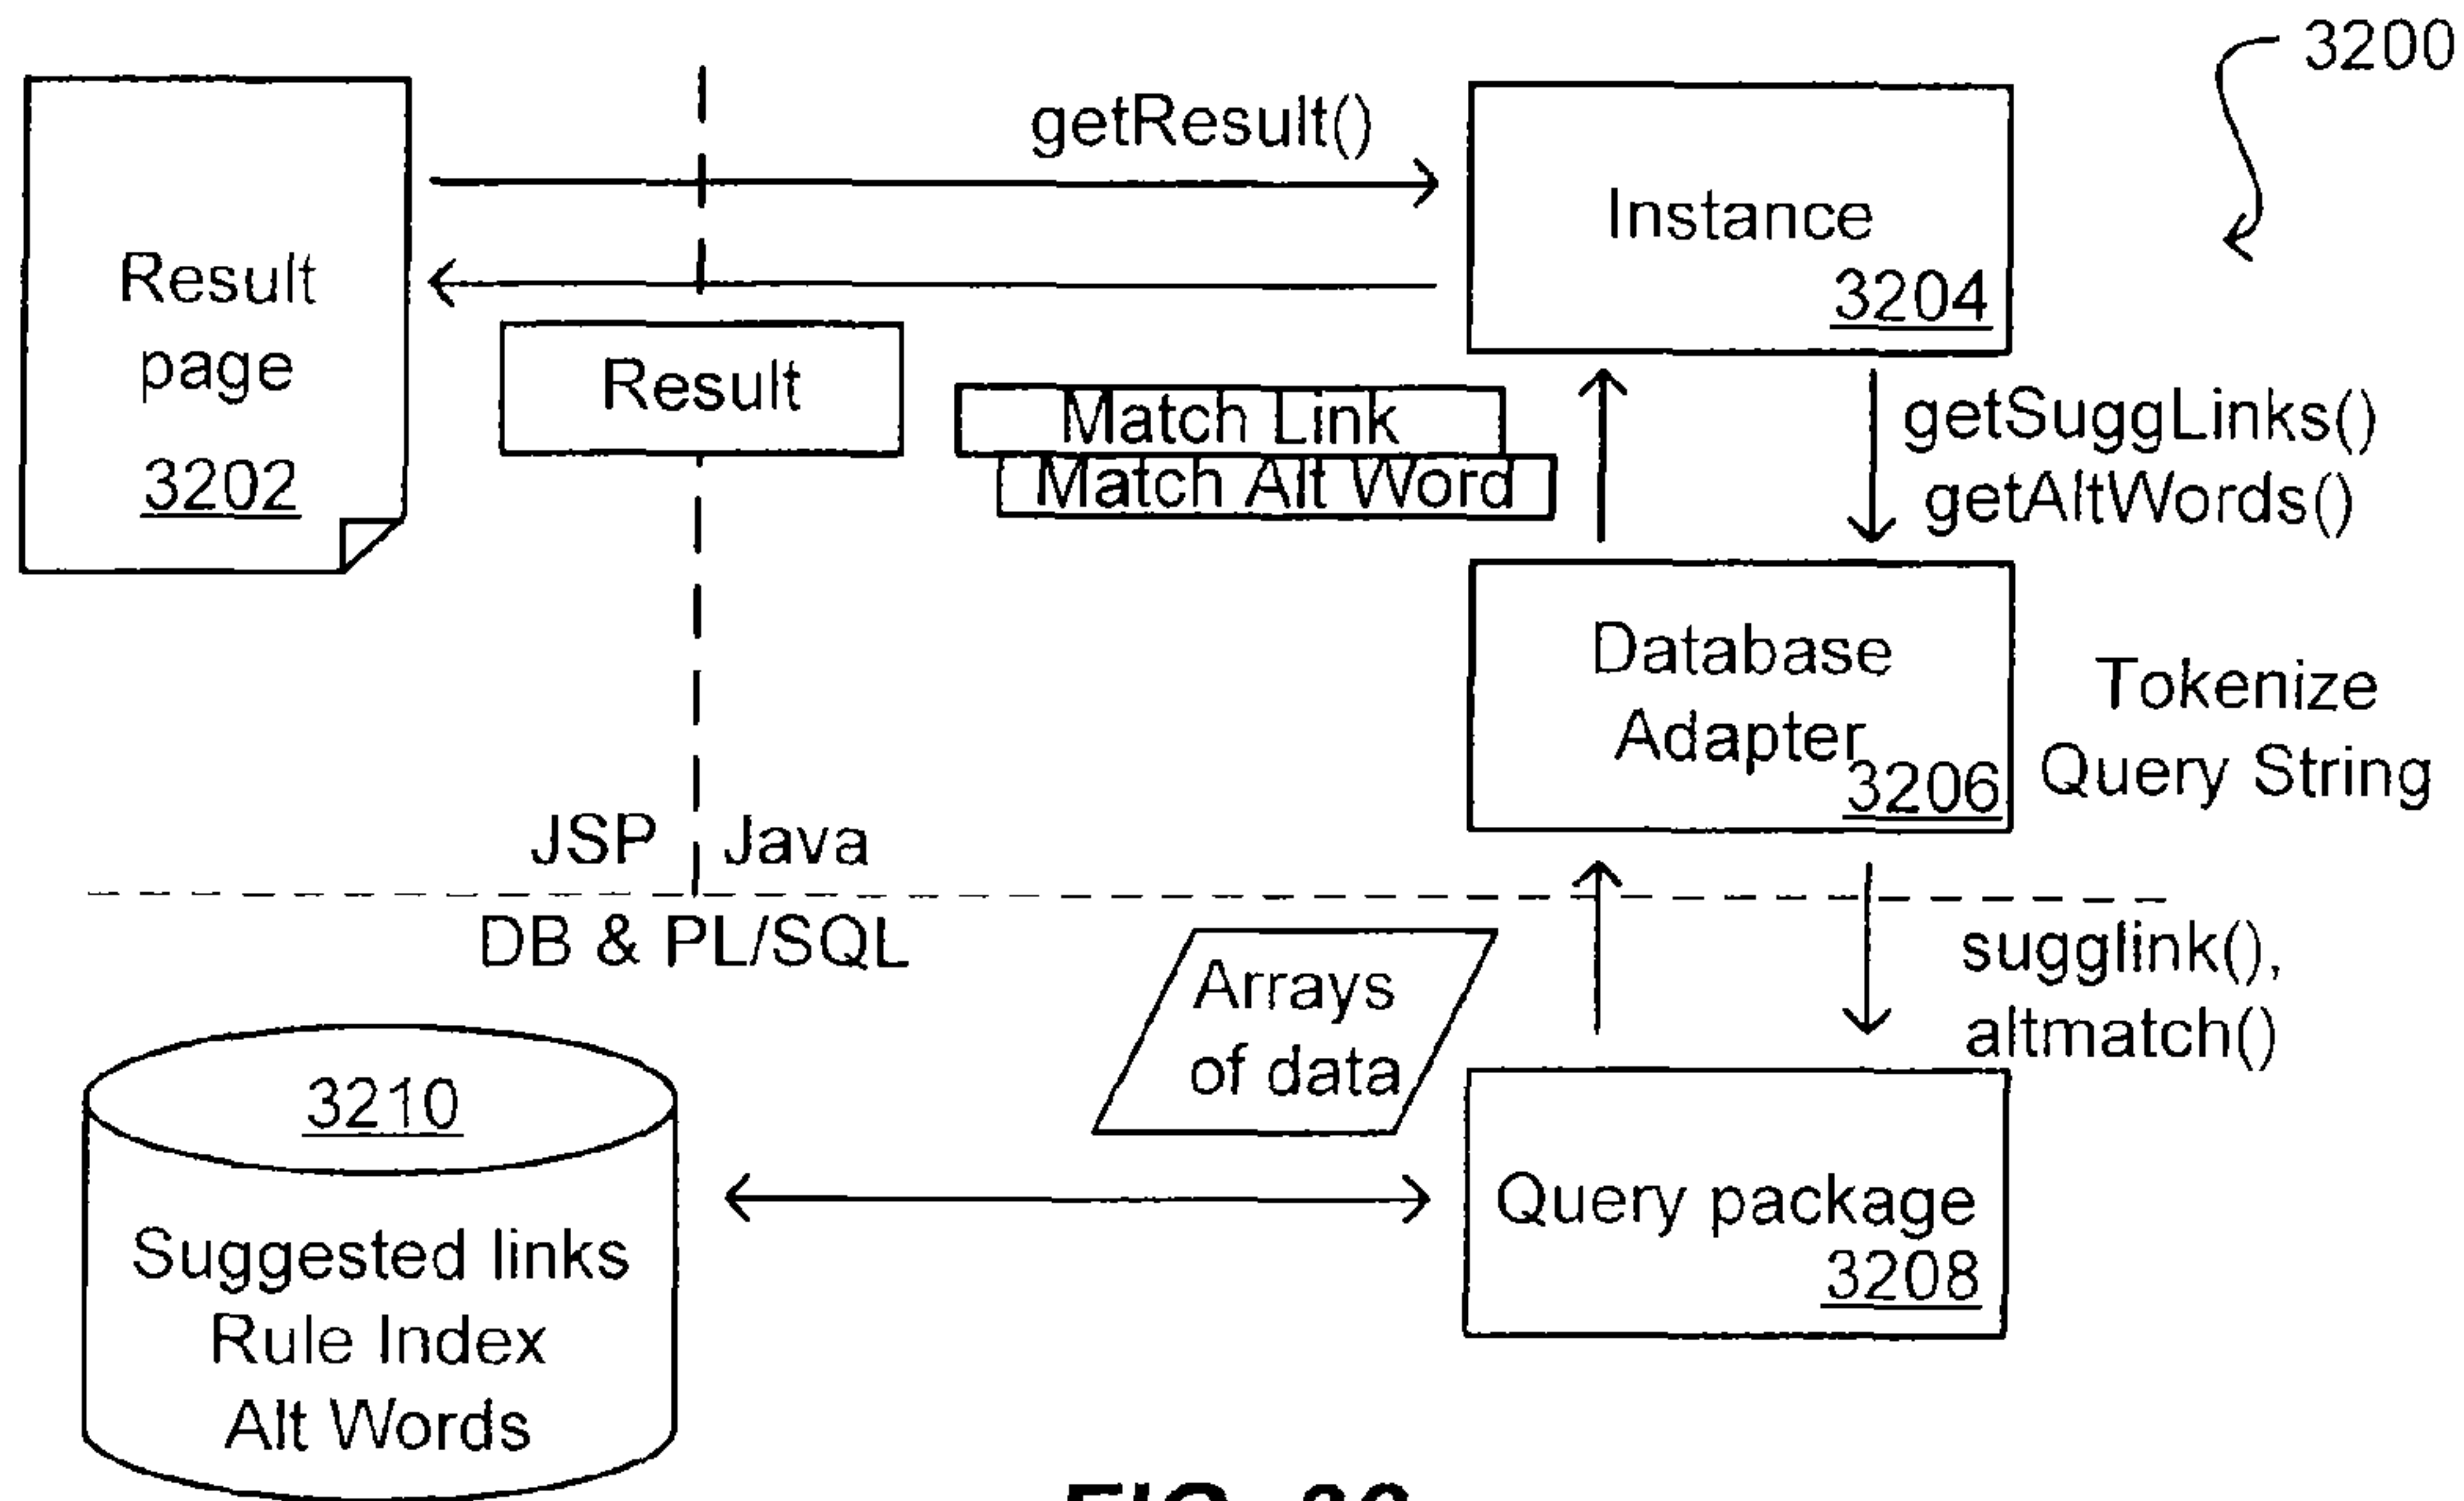 3200
getResult()
Instance
3204
Result
page
3202
Result
Match Link
Match Alt Word
getSuggLinks()
getAltWords()
Database
Adapter
3206
Tokenize
Query String
JSP
Java
DB & PL/SQL
Arrays
of data
sugglink(),
altmatch()
3210
Suggested links
Rule Index
Alt Words
Query package
3208
FIG.